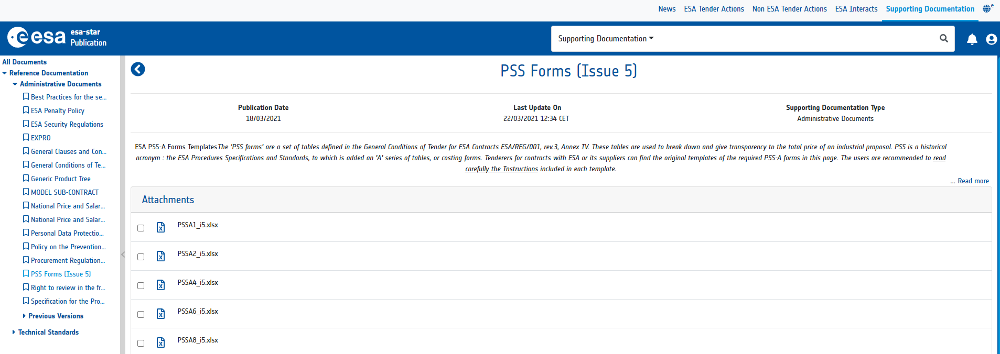 News ESA Tender Actions Non ESA Tender Actions ESA Interacts Supporting Documentation e
esa esa-star
Publication
Supporting Documentation
All Documents
Reference Documentation
Administrative Documents
Best Practices for the se...
ESA Penalty Policy
ESA Security Regulations
EXPRO
General Clauses and Con...
General Conditions of Te...
Generic Product Tree
MODEL SUB-CONTRACT
National Price and Salar...
National Price and Salar...
Personal Data Protectio...
Policy on the Prevention...
Procurement Regulation...
PSS Forms (Issue 5)
Right to review in the fr...
Specification for the Pro...
Previous Versions
Technical Standards
PSS Forms (Issue 5)
Publication Date
18/03/2021
Last Update On
22/03/2021 12:34 CET
Supporting Documentation Type
Administrative Documents
ESA PSS-A Forms TemplatesThe 'PSS forms' are a set of tables defined in the General Conditions of Tender for ESA Contracts ESA/REG/001, rev.3, Annex IV. These tables are used to break down and give transparency to the total price of an industrial proposal. PSS is a historical
acronym : the ESA Procedures Specifications and Standards, to which is added an 'A' series of tables, or costing forms. Tenderers for contracts with ESA or its suppliers can find the original templates of the required PSS-A forms in this page. The users are recommended to read
carefully the Instructions included in each template.
... Read more
Attachments
PSSA1_i5.xlsx
PSSA2_i5.xlsx
PSSA4_i5.xlsx
PSSA6_i5.xlsx
PSSA8_i5.xlsx